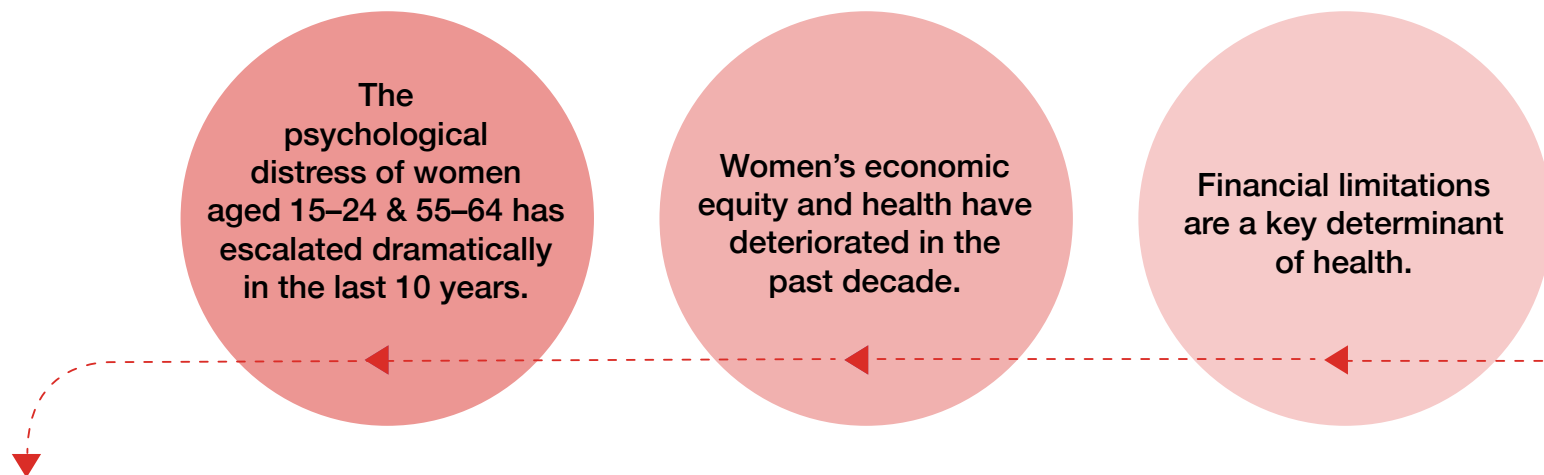 The
psychological
distress of women
aged 15–24 & 55–64 has
escalated dramatically
in the last 10 years.
Women’s economic
equity and health have
deteriorated in the
past decade.
Financial limitations
are a key determinant
of health.